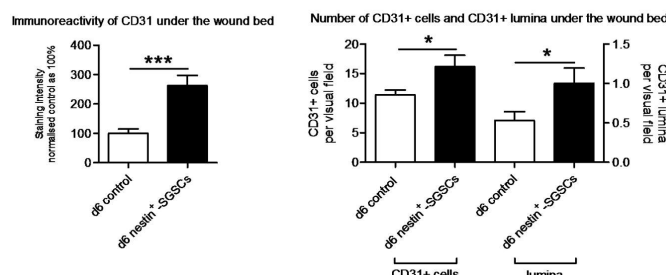 Immunoreactivity of CD31 under the wound bed
Staining Intensity
normalised control as 100%
400
300
200
100
0
***
d6 control
d6 nestin+-SGSCs
Number of CD31+ cells and CD31+ lumina under the wound bed
CD31+ cells
per visual field
20
15
10
5
0
*
*
1.5
1.0
0.5
0.0
CD31+ lumina
per visual field
d6 control
d6 nestin+-SGSCs
d6 control
d6 nestin+-SGSCs
CD31+ cells
lumina